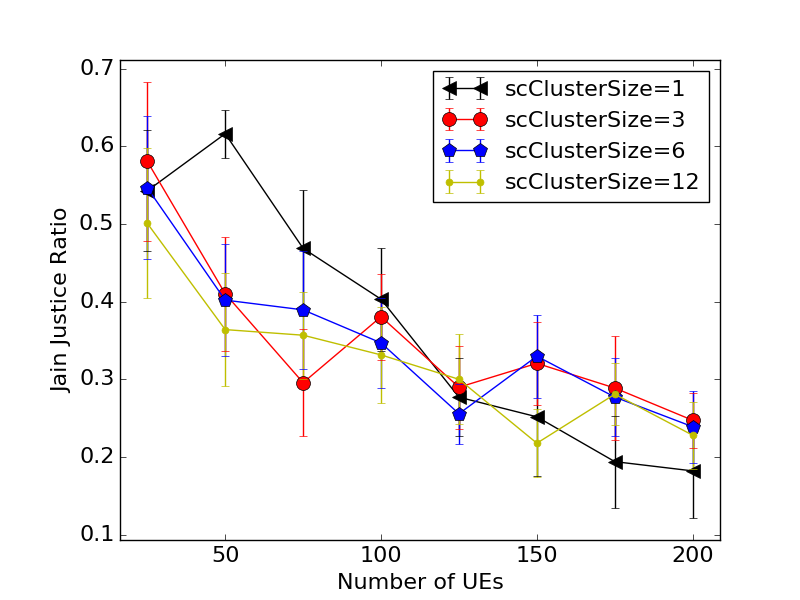 0.7
0.6
0.5
0.4
0.3
0.2
0.1
Jain Justice Ratio
scClusterSize=1
scClusterSize=3
scClusterSize=6
scClusterSize=12
50 100 150 200
Number of UEs